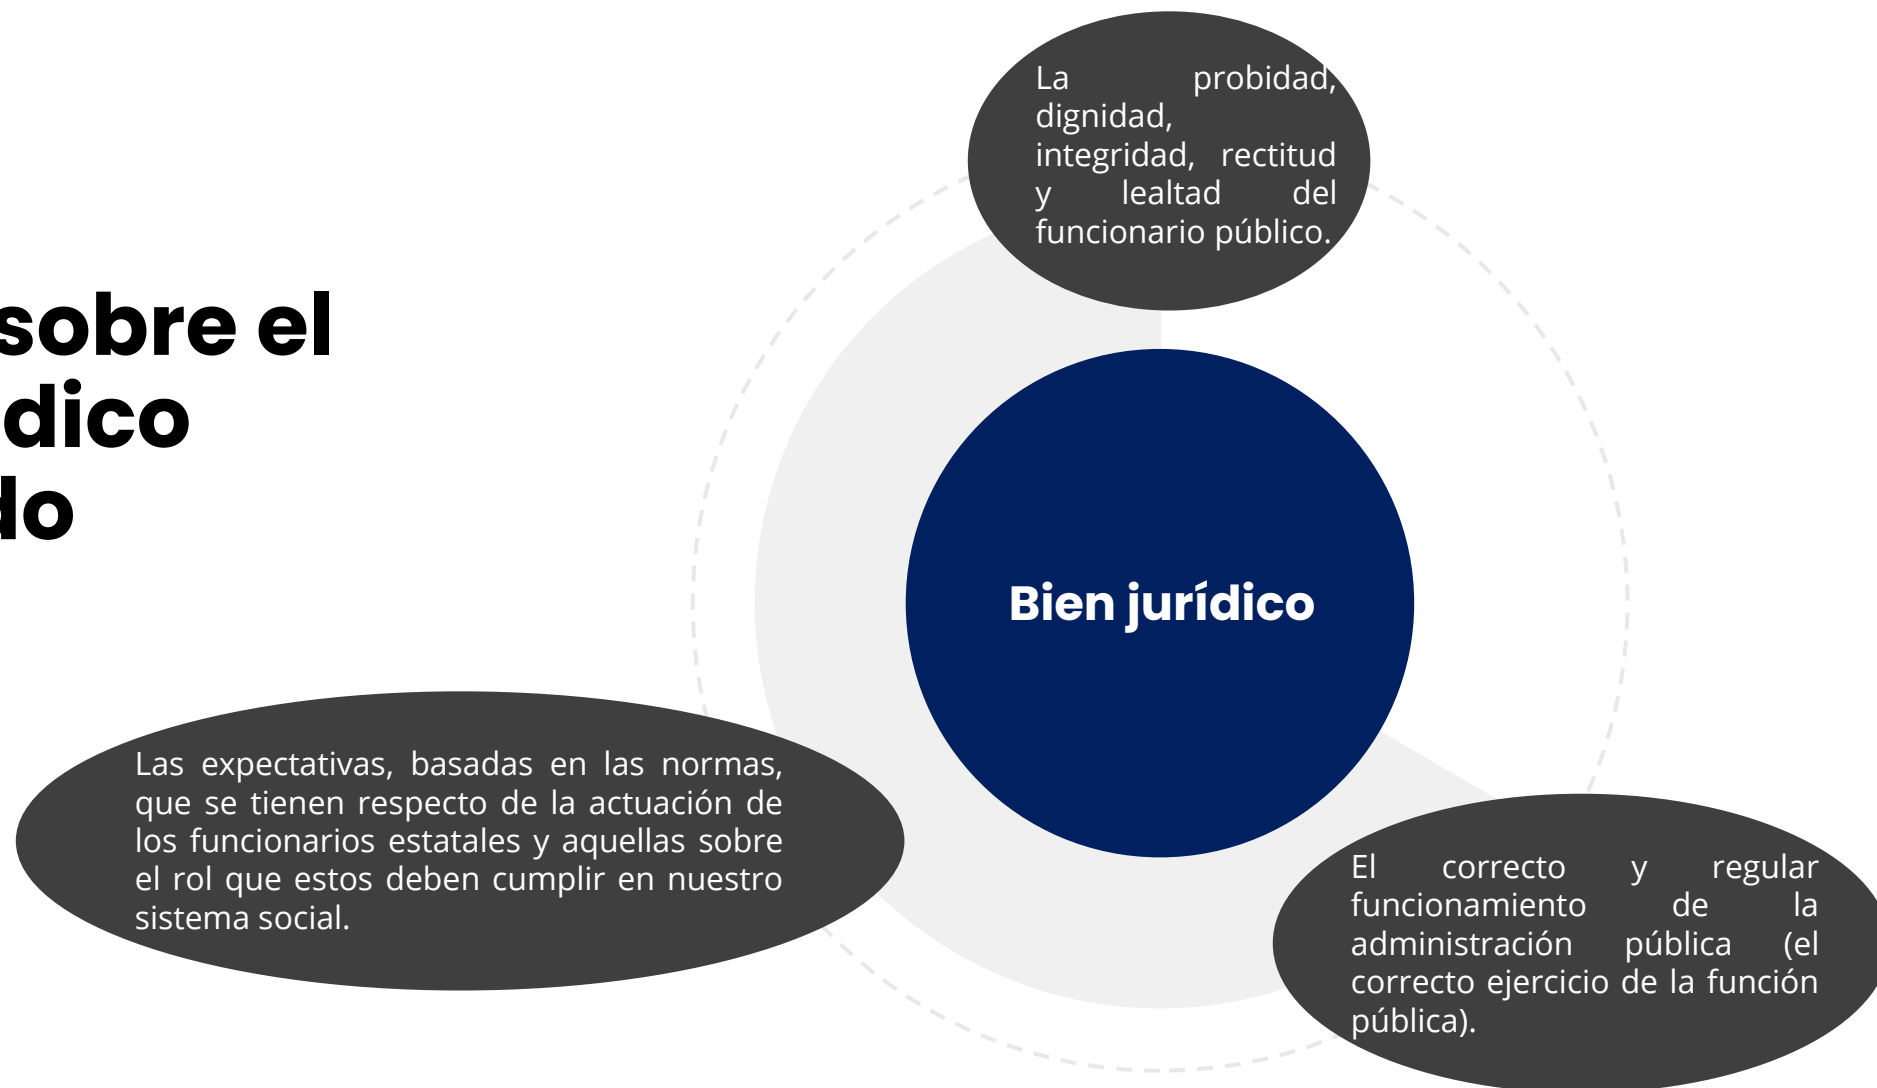 sobre el
dico
do
La probidad,
dignidad,
integridad, rectitud
y lealtad del
funcionario público.
Bien jurídico
Las expectativas, basadas en las normas,
que se tienen respecto de la actuación de
los funcionarios estatales y aquellas sobre
el rol que estos deben cumplir en nuestro
sistema social.
El correcto y regular
funcionamiento de la
administración pública (el
correcto ejercicio de la función
pública).